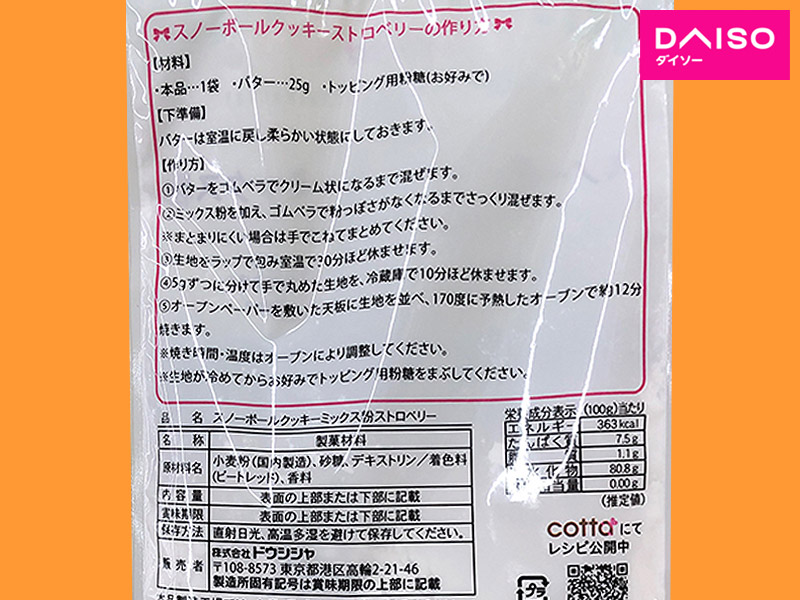 DAISO
ダイソー
スノーボールクッキーストロベリーの作り方
【材料】
・本品…1袋 ・バター…25g ・トッピング用粉糖(お好みで)
【下準備】
バターは室温に戻し柔らかい状態にしておきます。
【作り方】
①バターをゴムベラでクリーム状になるまで混ぜます。
②ミックス粉を加え、ゴムベラで粉っぽさがなくなるまでさっくり混ぜます。
※まとまりにくい場合は手でこねてまとめてください。
③生地をラップで包み室温で30分ほど休ませます。
④5gずつに分けて手で丸めた生地を、冷蔵庫で10分ほど休ませます。
⑤オーブンペーパーを敷いた天板に生地を並べ、170度に予熱したオーブンで約12分
焼きます。
※焼き時間・温度はオーブンにより調整してください。
※生地が冷めてからお好みでトッピング用粉糖をまぶしてください。
品名 スノーボールクッキーミックス粉ストロベリー
名称 製菓材料
原材料名 小麦粉(国内製造)、砂糖、デキストリン/着色料
(ビートレッド)、香料
内容量 表面の上部または下部に記載
賞味期限 表面の上部または下部に記載
保存方法 直射日光、高温多湿を避けて保存してください。
販売者 株式会社ドウシシャ
〒108-8573 東京都港区高輪2-21-46
製造所固有記号は賞味期限の上部に記載
栄養成分表示(100g)当たり
エネルギー 363kcal
たんぱく質 7.5g
1.1g
炭水化物 80.8g
相当量 0.00g
(推定値)
cottaにて
レシピ公開中
プラ